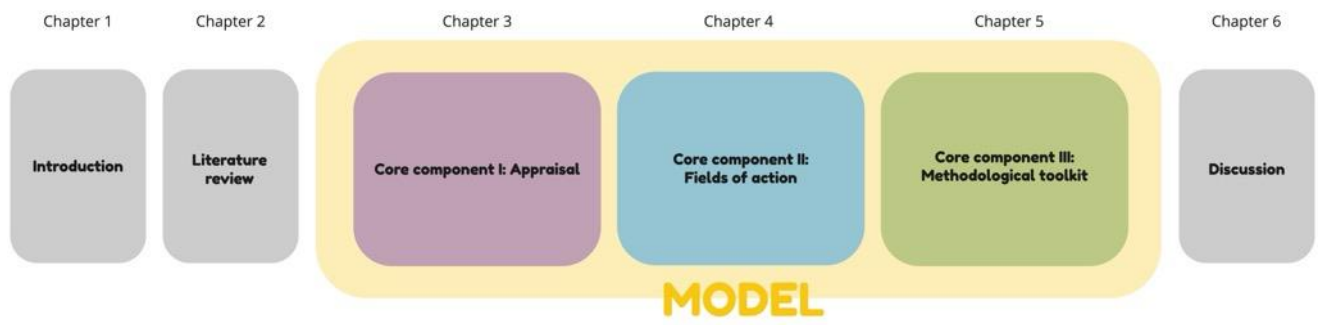 Chapter 1
Chapter 2
Chapter 3
Chapter 4
Chapter 5
Chapter 6
Introduction
Literature
review
Core component I: Appraisal
Core component II:
Fields of action
Core component III:
Methodological toolkit
Discussion
MODEL